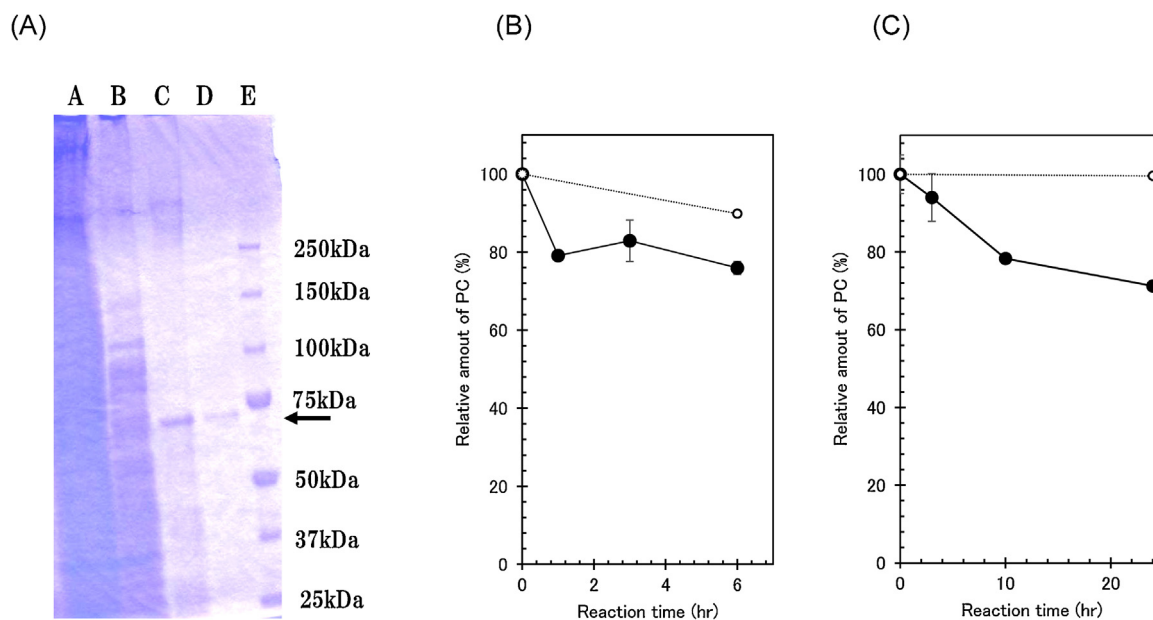 (A)
A B C D E
250kDa
150kDa
100kDa
75kDa
50kDa
37kDa
25kDa
(B)
Relative amout of PC (%)
100
80
60
40
20
0
0 2 4 6
Reaction time (hr)
(C)
Relative amout of PC (%)
100
80
60
40
20
0
0 10 20
Reaction time (hr)